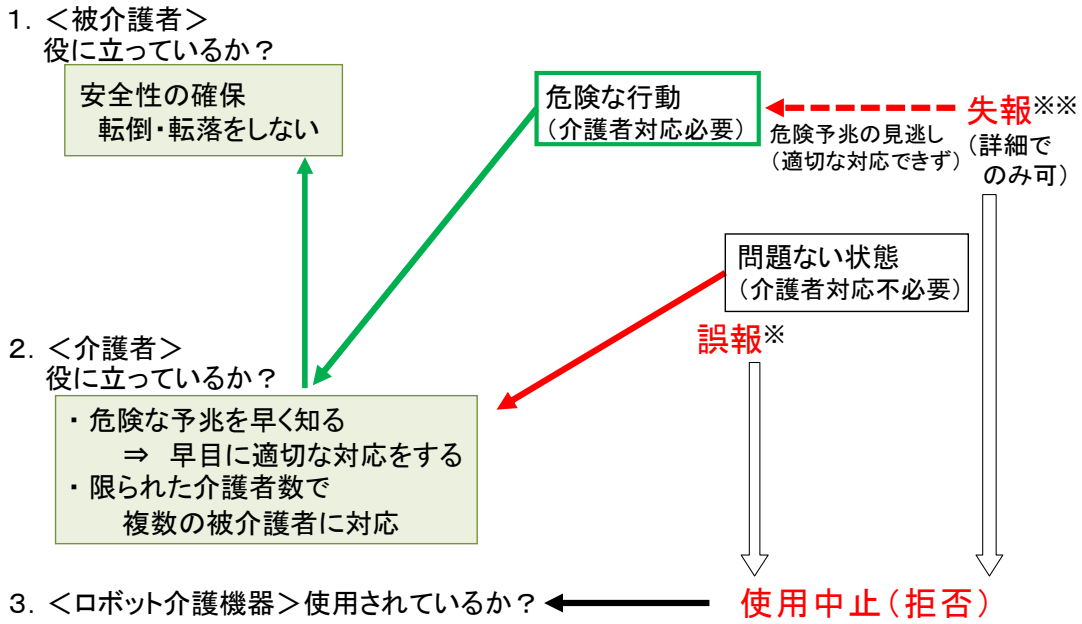 1．＜被介護者＞
役に立っているか？
安全性の確保
転倒・転落をしない
危険な行動
（介護者対応必要）
失報※※
（詳細で
のみ可）
危険予兆の見逃し
（適切な対応できず）
問題ない状態
（介護者対応不必要）
誤報※
2．＜介護者＞
役に立っているか？
・危険な予兆を早く知る
⇒　早目に適切な対応をする
・限られた介護者数で
複数の被介護者に対応
3．＜ロボット介護機器＞使用されているか？
使用中止（拒否）